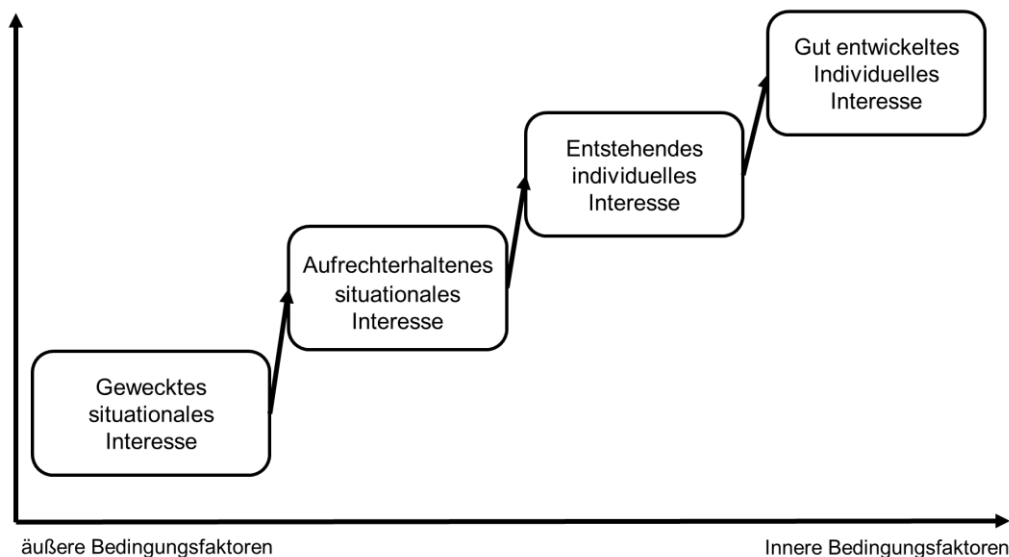 Gut entwickeltes
Individuelles
Interesse
Entstehendes
individuelles
Interesse
Aufrechterhaltenes
situationales
Interesse
Gewecktes
situationales
Interesse
äußere Bedingungsfaktoren
Innere Bedingungsfaktoren